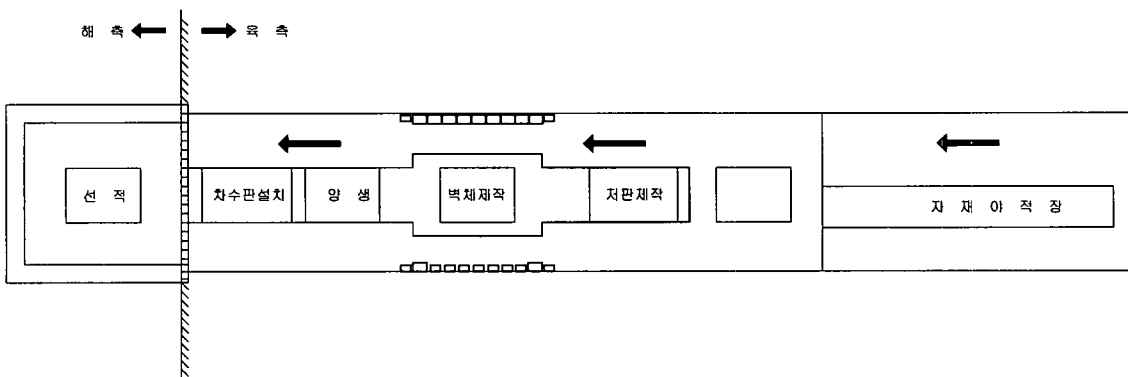 해 측 육 측
선 적 차수판설치 양 생 벽체제작 저판제작 자 재 야 적 장